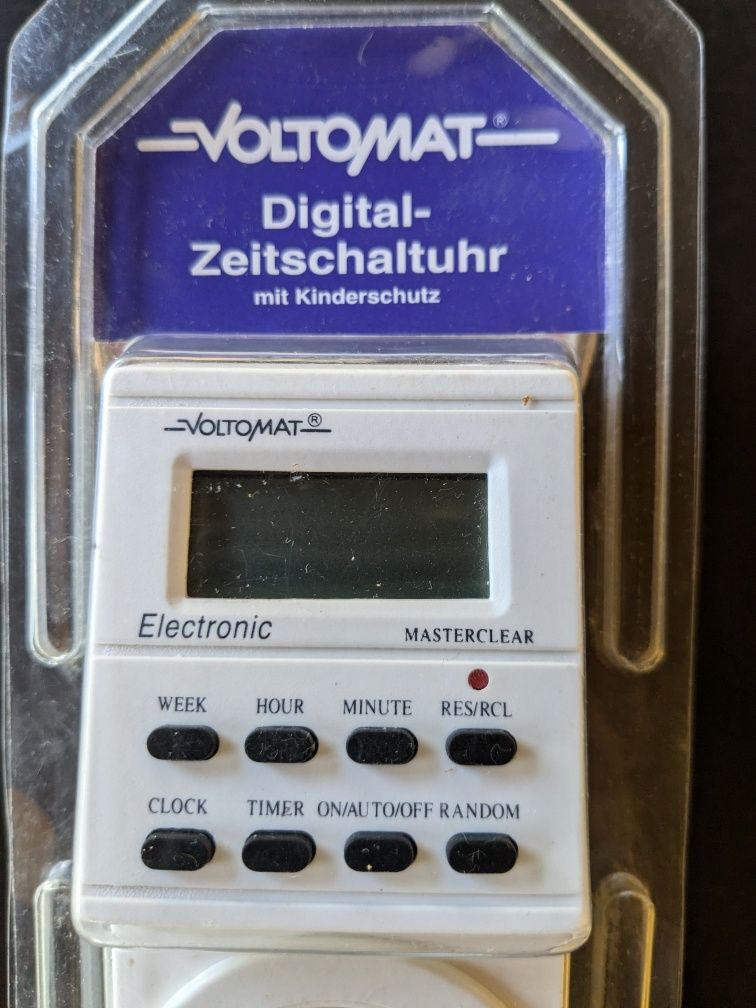 VOLTOMAT®
Digital-
Zeitschaltuhr
mit Kinderschutz
VOLTOMAT®
Electronic
MASTERCLEAR
WEEK HOUR MINUTE RES/RCL
CLOCK TIMER ON/AUTO/OFF RANDOM